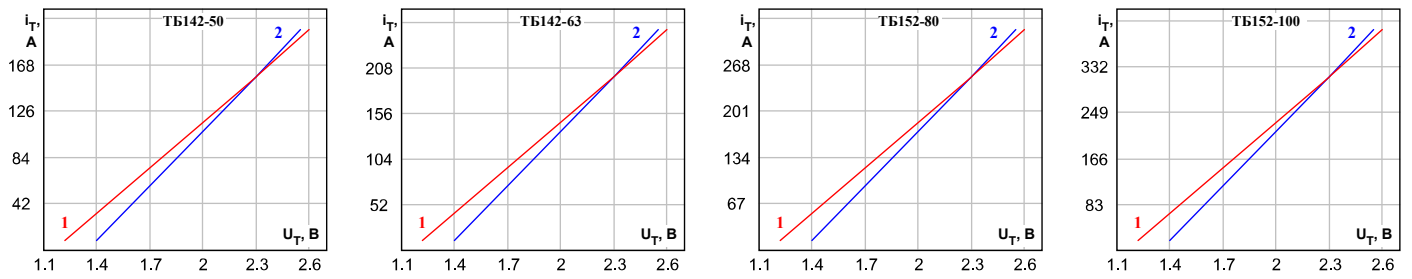 i_T, ТБ142-50
A 2
168
126
84
42
1 U_T, B
1.1 1.4 1.7 2 2.3 2.6
i_T, ТБ142-63
A 2
208
156
104
52
1 U_T, B
1.1 1.4 1.7 2 2.3 2.6
i_T, ТБ152-80
A 2
268
201
134
67
1 U_T, B
1.1 1.4 1.7 2 2.3 2.6
i_T, ТБ152-100
A 2
332
249
166
83
1 U_T, B
1.1 1.4 1.7 2 2.3 2.6